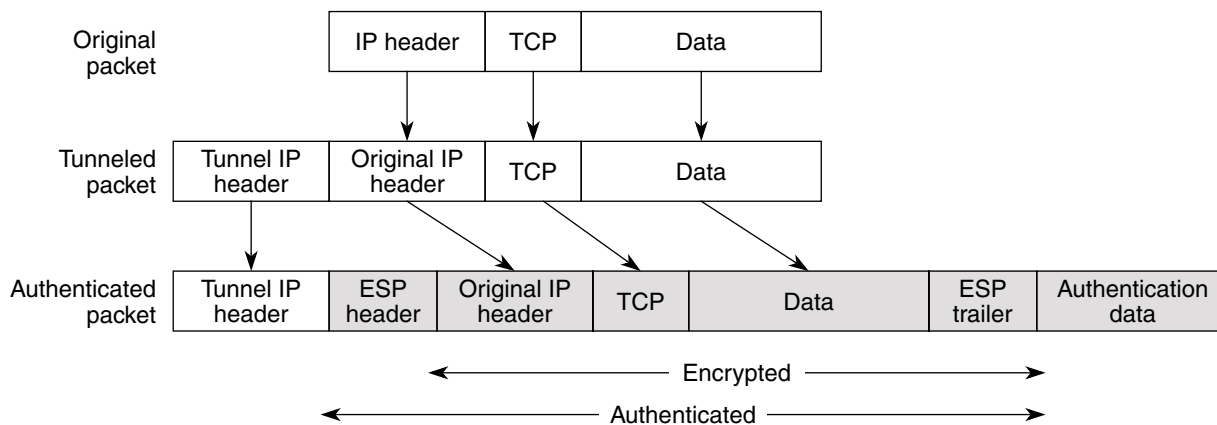 Original
packet
IP header
TCP
Data
Tunneled
packet
Tunnel IP
header
Original IP
header
TCP
Data
Authenticated
packet
Tunnel IP
header
ESP
header
Original IP
header
TCP
Data
ESP
trailer
Authentication
data
Encrypted
Authenticated